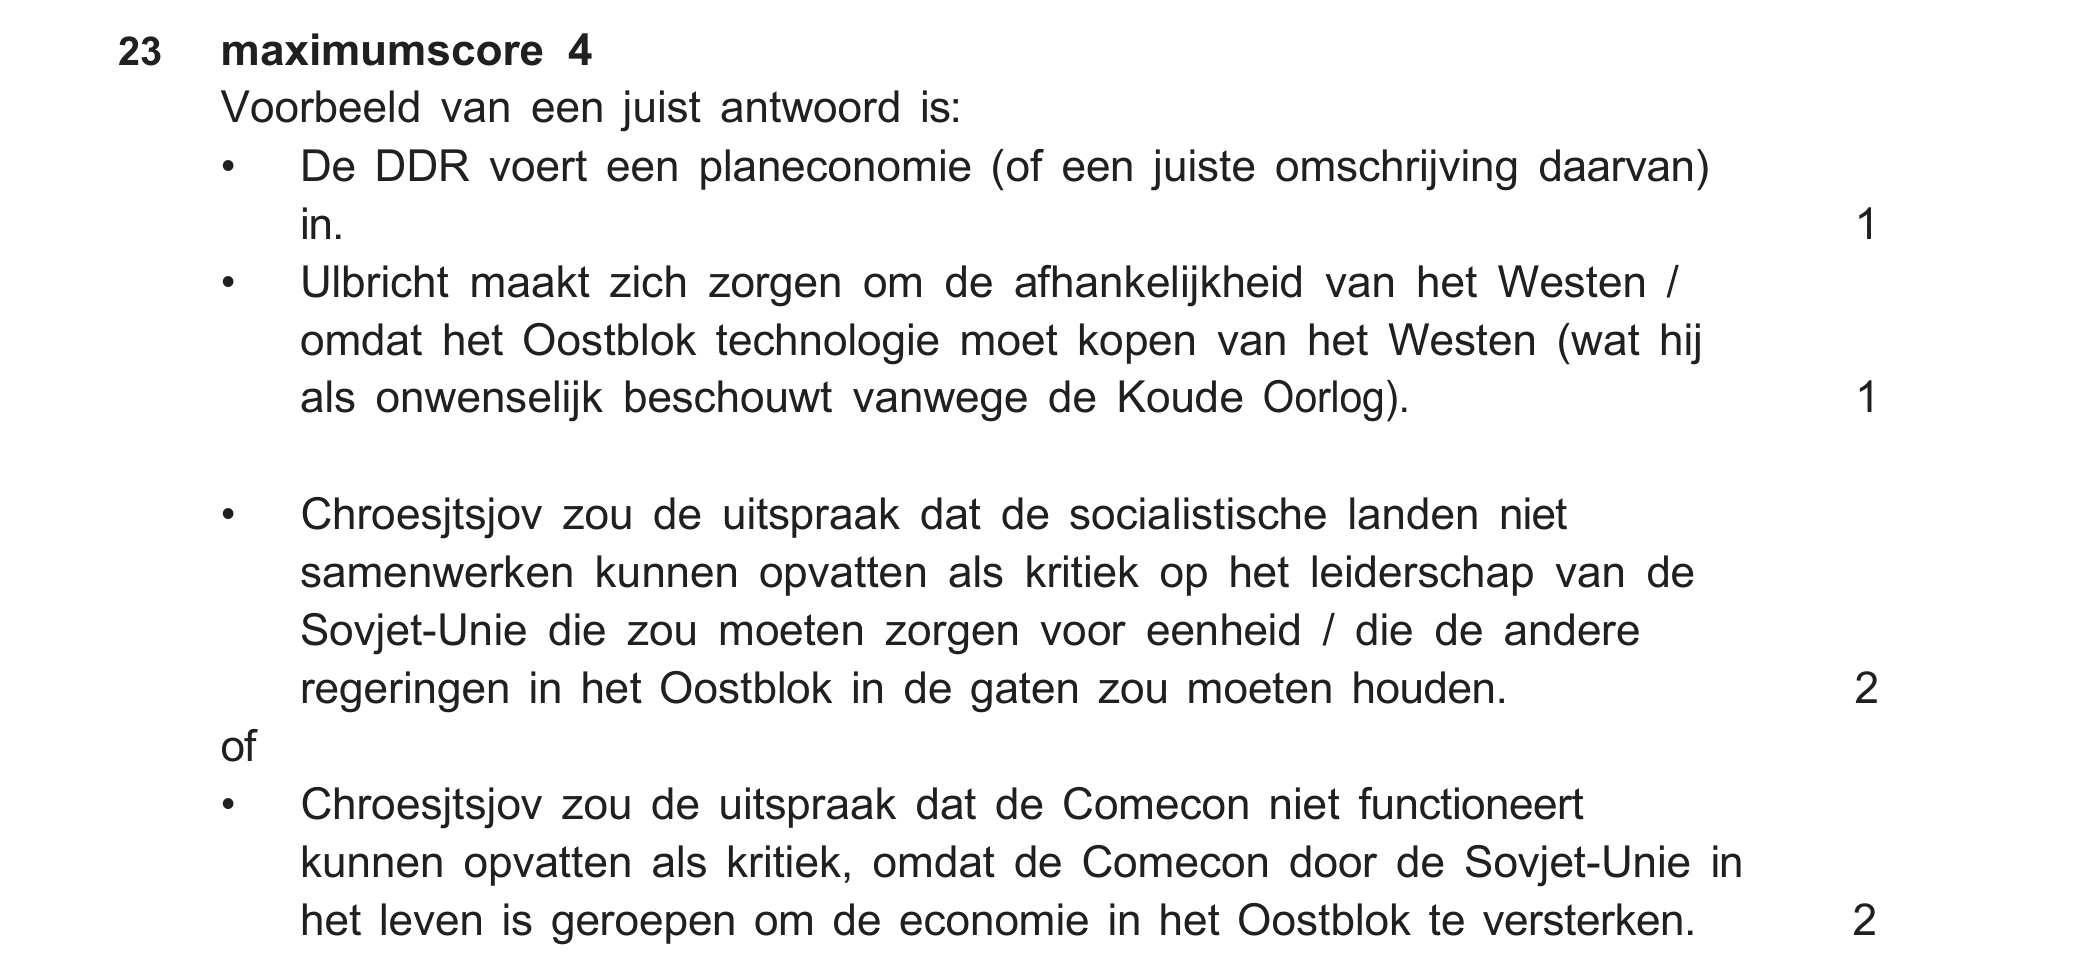 23 maximumscore 4
Voorbeeld van een juist antwoord is:
• De DDR voert een planeconomie (of een juiste omschrijving daarvan)
in. 1
• Ulbricht maakt zich zorgen om de afhankelijkheid van het Westen /
omdat het Oostblok technologie moet kopen van het Westen (wat hij
als onwenselijk beschouwt vanwege de Koude Oorlog). 1
• Chroesjtsjov zou de uitspraak dat de socialistische landen niet
samenwerken kunnen opvatten als kritiek op het leiderschap van de
Sovjet-Unie die zou moeten zorgen voor eenheid / die de andere
regeringen in het Oostblok in de gaten zou moeten houden. 2
of
• Chroesjtsjov zou de uitspraak dat de Comecon niet functioneert
kunnen opvatten als kritiek, omdat de Comecon door de Sovjet-Unie in
het leven is geroepen om de economie in het Oostblok te versterken. 2